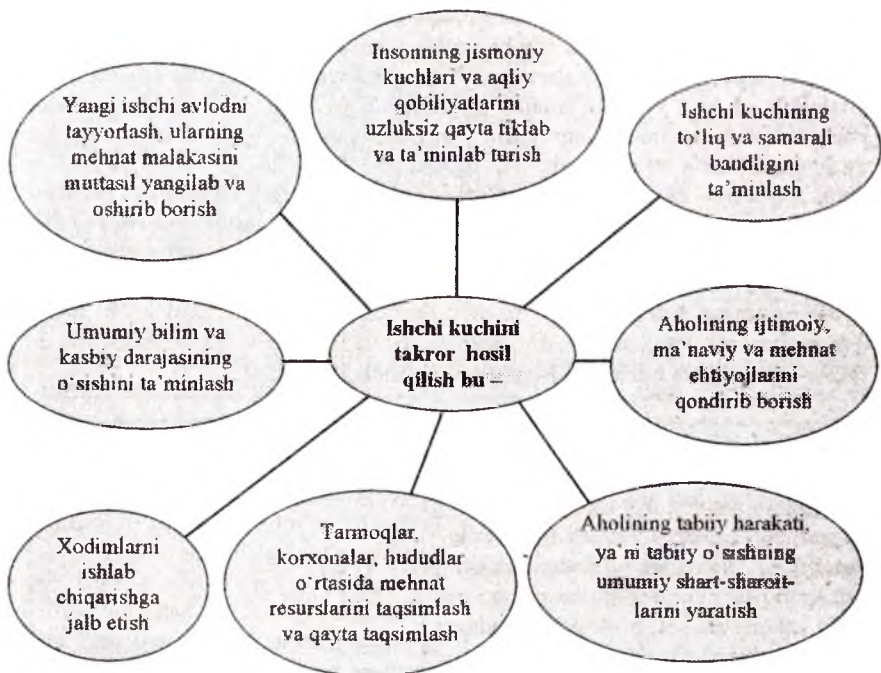 Insonning jismoniy
kuchlari va aqliy
qobiliyatlarini
uzluksiz qayta tiklab
va ta'minlab turish
Yangi ishchi avlodni
tayyorlash, ularning
mehnat malakasini
muttasil yangilab va
oshirib borish
Ishchi kuchining
to'liq va samarali
bandligini
ta'minlash
Umumiy bilim va
kasbiy darajasining
o'sishini ta'minlash
Ishchi kuchini
takror hosil
qilish bu –
Aholining ijtimoiy,
ma'naviy va mehnat
ehtiyojlarini
qondirib borish
Xodimlarni
ishlab
chiqarishga
jalb etish
Tarmoqlar,
korxonalar, hududlar
o'rtasida mehnat
resurslarini taqsimlash
va qayta taqsimlash
Aholining tabiiy harakati,
ya'ni tabiiy o'sishning
umumiy shart-sharoit-
larini yaratish